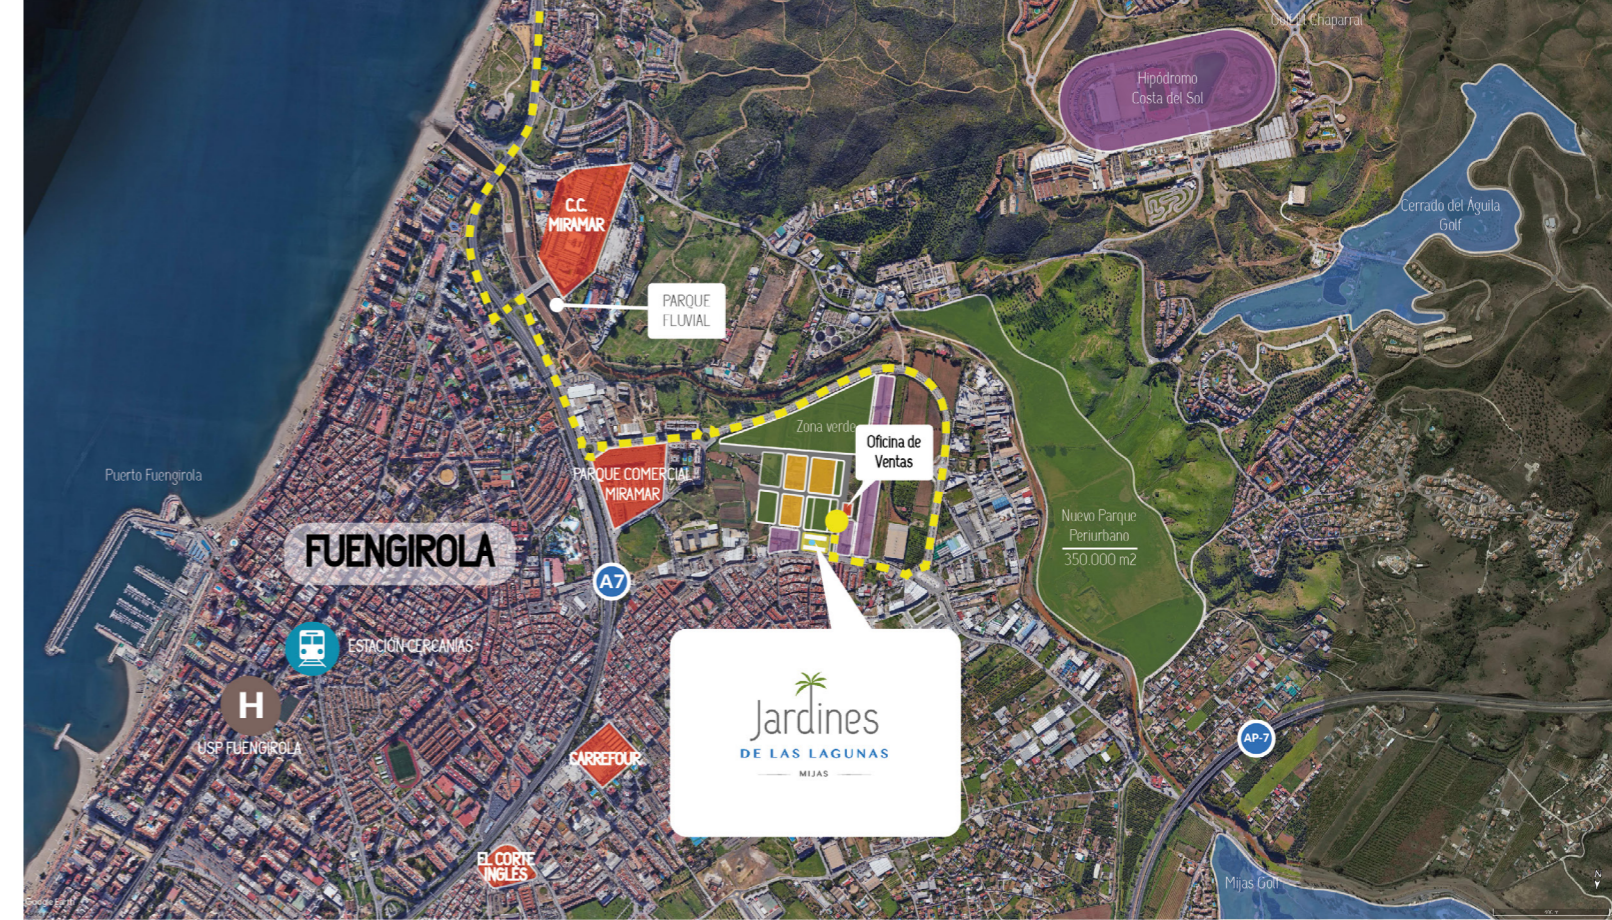 Golf El Chaparral
Hipódromo
Costa del Sol
C.C.
MIRAMAR
Cerrado del Águila
Golf
PARQUE
FLUVIAL
Zona verde
Oficina de
Ventas
Puerto Fuengirola
PARQUE COMERCIAL
MIRAMAR
FUENGIROLA
A7
Nuevo Parque
Periurbano
350.000 m2
ESTACIÓN CERCANÍAS
H
USP FUENGIROLA
CARREFOUR
Jardines
DE LAS LAGUNAS
MIJAS
AP-7
EL CORTE
INGLÉS
Mijas Golf
Google Earth
N